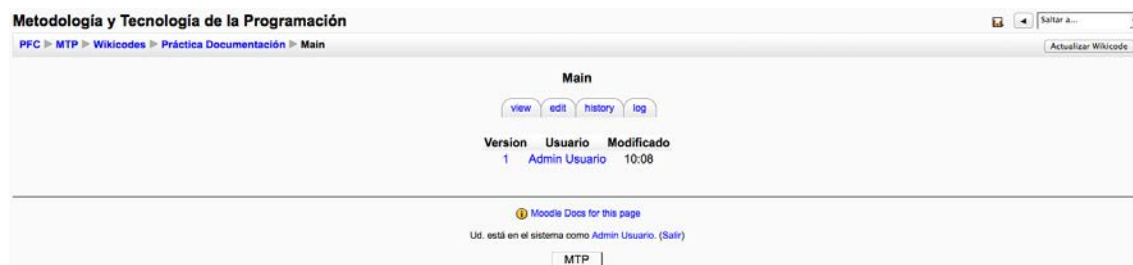 Metodología y Tecnología de la Programación
Saltar a...
PFC ▶ MTP ▶ Wikicodes ▶ Práctica Documentación ▶ Main
Actualizar Wikicode
Main
view edit history log
Version Usuario Modificado
1 Admin Usuario 10:08
Moodle Docs for this page
Ud. está en el sistema como Admin Usuario. (Salir)
MTP